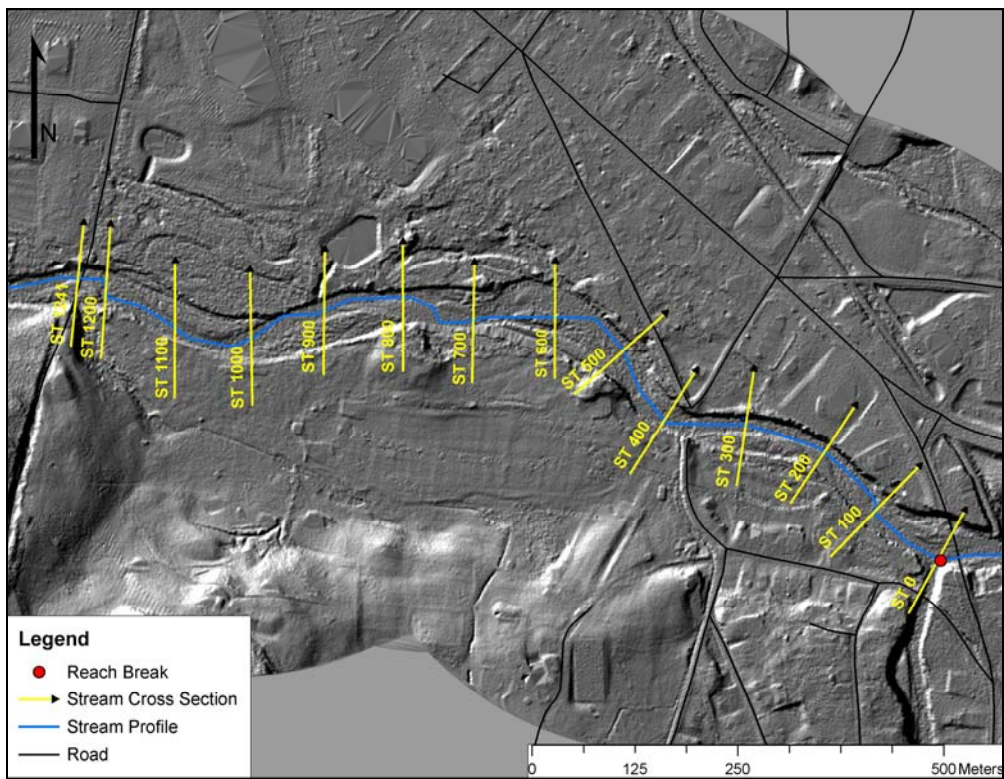 N
ST 1241
ST 1200
ST 1100
ST 1000
ST 900
ST 800
ST 700
ST 600
ST 500
ST 400
ST 300
ST 200
ST 100
ST 0
Legend
Reach Break
Stream Cross Section
Stream Profile
Road
0 125 250 500 Meters